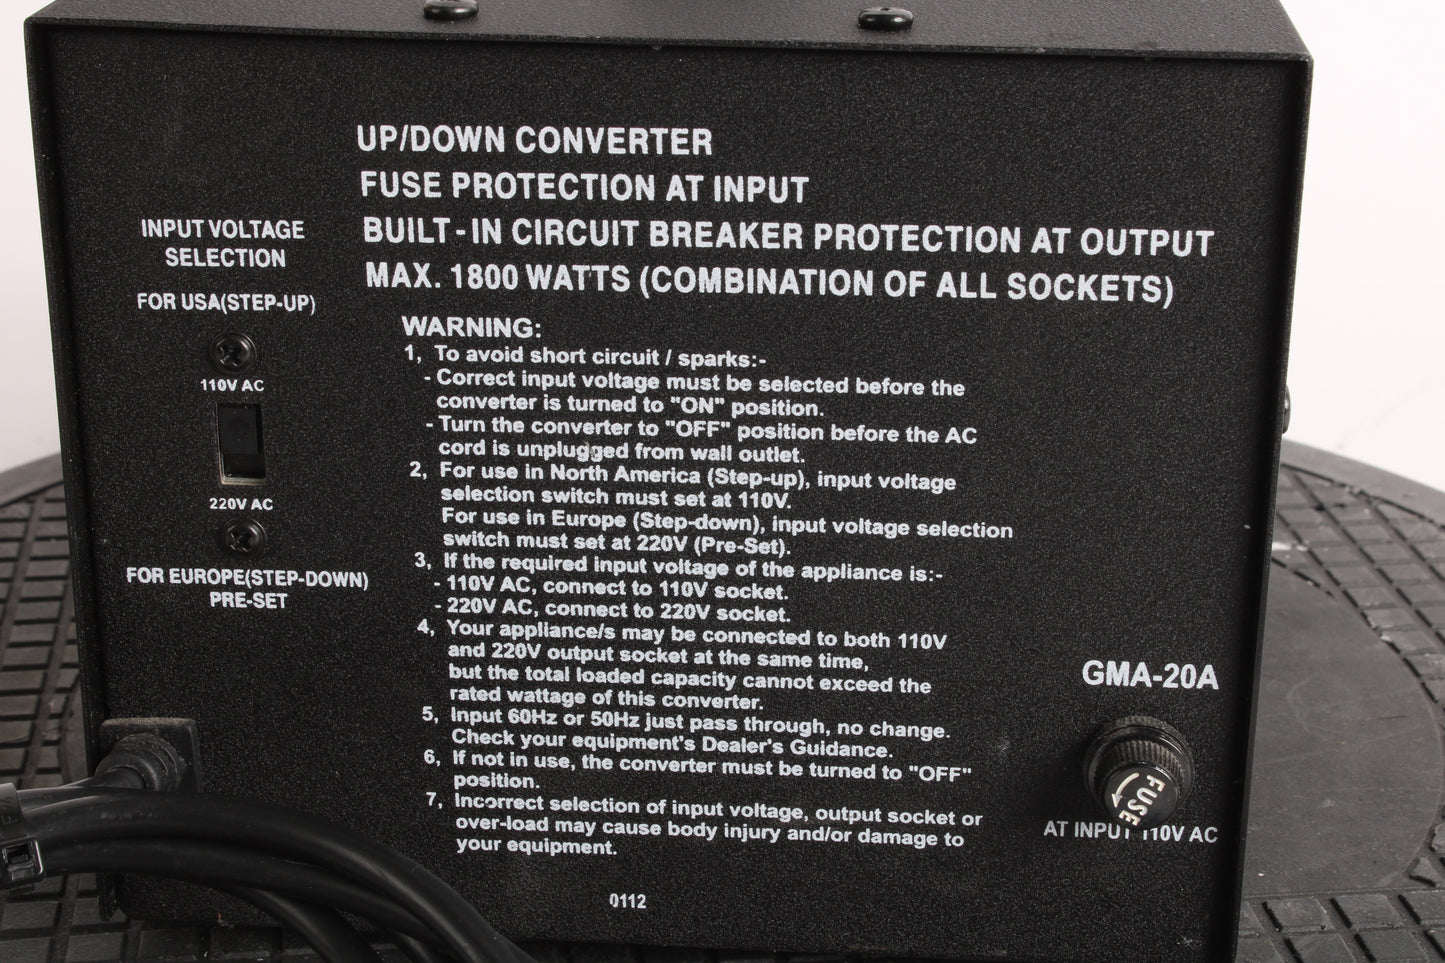 UP/DOWN CONVERTER
FUSE PROTECTION AT INPUT
BUILT-IN CIRCUIT BREAKER PROTECTION AT OUTPUT
MAX. 1800 WATTS (COMBINATION OF ALL SOCKETS)
INPUT VOLTAGE
SELECTION
FOR USA(STEP-UP)
110V AC
220V AC
FOR EUROPE(STEP-DOWN)
PRE-SET
WARNING:
1, To avoid short circuit / sparks:-
- Correct input voltage must be selected before the
converter is turned to "ON" position.
- Turn the converter to "OFF" position before the AC
cord is unplugged from wall outlet.
2, For use in North America (Step-up), input voltage
selection switch must set at 110V.
For use in Europe (Step-down), input voltage selection
switch must set at 220V (Pre-Set).
3, If the required input voltage of the appliance is:-
- 110V AC, connect to 110V socket.
- 220V AC, connect to 220V socket.
4, Your appliance/s may be connected to both 110V
and 220V output socket at the same time,
but the total loaded capacity cannot exceed the
rated wattage of this converter.
5, Input 60Hz or 50Hz just pass through, no change.
Check your equipment's Dealer's Guidance.
6, If not in use, the converter must be turned to "OFF"
position.
7, Incorrect selection of input voltage, output socket or
over-load may cause body injury and/or damage to
your equipment.
0112
GMA-20A
FUSE
AT INPUT 110V AC